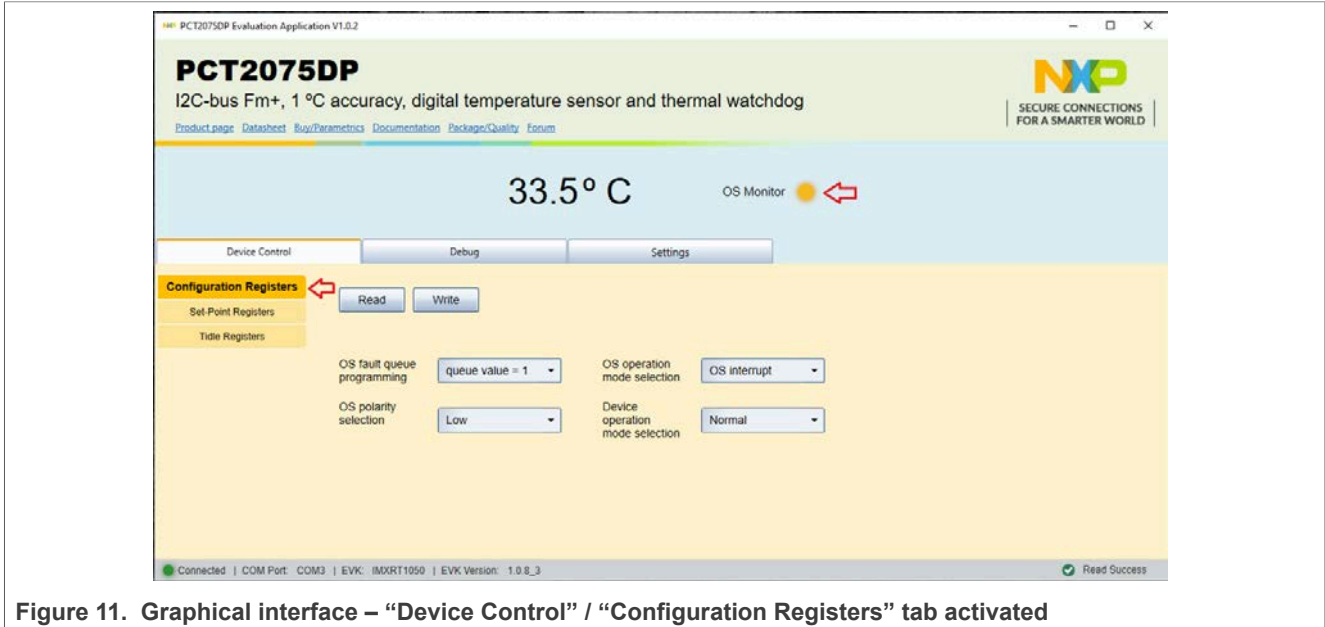 PCT2075DP Evaluation Application V1.0.2
PCT2075DP
I2C-bus Fm+, 1 ºC accuracy, digital temperature sensor and thermal watchdog
Product page Datasheet Buy/Parametrics Documentation Package/Quality Forum
NXP
SECURE CONNECTIONS
FOR A SMARTER WORLD
33.5º C
OS Monitor
Device Control
Debug
Settings
Configuration Registers
Set-Point Registers
Tidle Registers
Read
Write
OS fault queue
programming
queue value = 1
OS operation
mode selection
OS interrupt
OS polarity
selection
Low
Device
operation
mode selection
Normal
Connected | COM Port: COM3 | EVK: IMXRT1050 | EVK Version: 1.0.8_3
Read Success
Figure 11. Graphical interface – “Device Control” / “Configuration Registers” tab activated